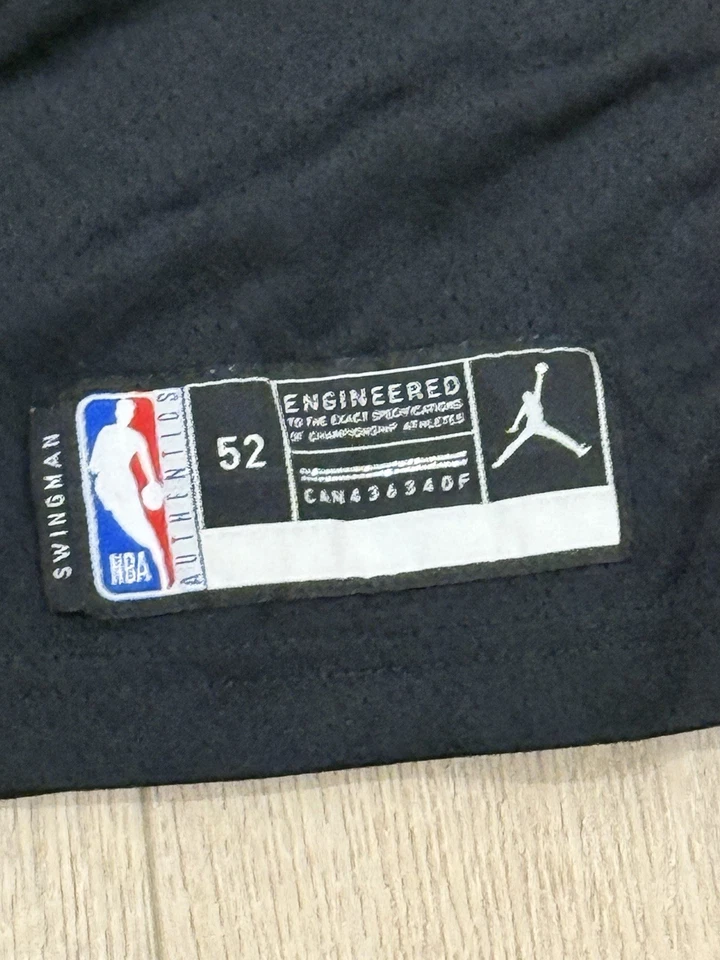 SWINGMAN
NBA
AUTHENTICS
52
ENGINEERED
TO THE EXACT SPECIFICATIONS
OF CHAMPIONSHIP ATHLETES
CAN436340F